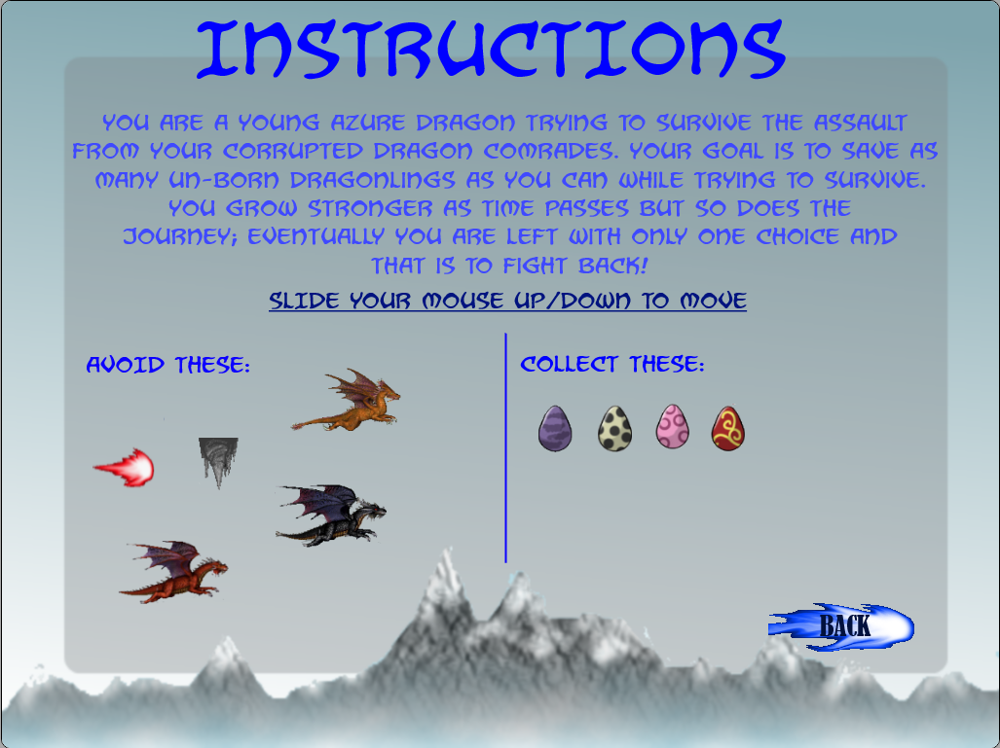 INSTRUCTIONS
YOU ARE A YOUNG AZURE DRAGON TRYING TO SURVIVE THE ASSAULT
FROM YOUR CORRUPTED DRAGON COMRADES. YOUR GOAL IS TO SAVE AS
MANY UN-BORN DRAGONLINGS AS YOU CAN WHILE TRYING TO SURVIVE.
YOU GROW STRONGER AS TIME PASSES BUT SO DOES THE
JOURNEY; EVENTUALLY YOU ARE LEFT WITH ONLY ONE CHOICE AND
THAT IS TO FIGHT BACK!
SLIDE YOUR MOUSE UP/DOWN TO MOVE
AVOID THESE:
COLLECT THESE:
BACK